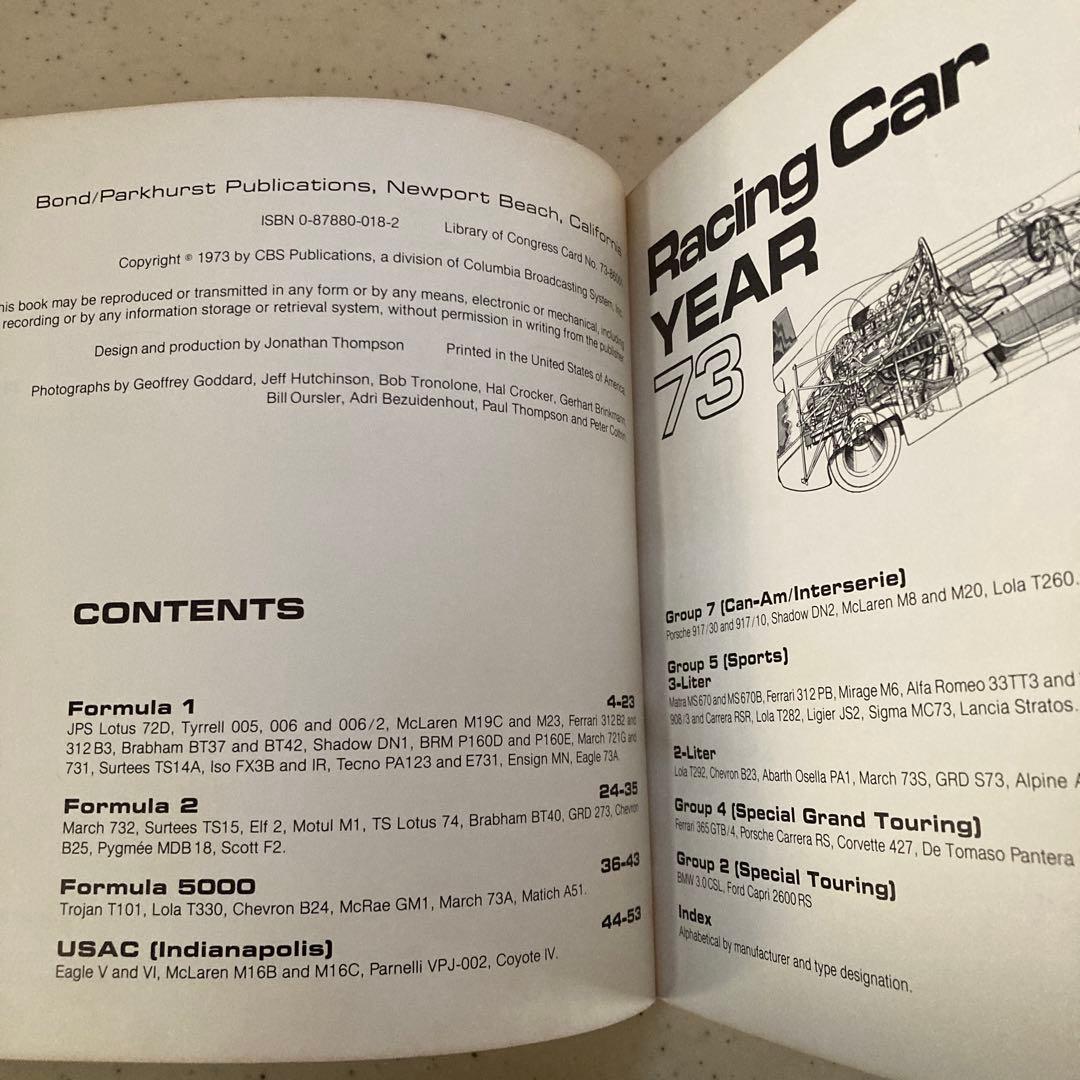 Bond/Parkhurst Publications, Newport Beach, California
ISBN 0-87880-018-2 Library of Congress Card No.
Copyright © 1973 by CBS Publications, a division of Columbia Broadcasting System, Inc.
his book may be reproduced or transmitted in any form or by any means, electronic or mechanical, including
recording or by any information storage or retrieval system, without permission in writing from the publisher
Design and production by Jonathan Thompson Printed in the United States of America
Photographs by Geoffrey Goddard, Jeff Hutchinson, Bob Tronolone, Hal Crocker, Gerhart Brinkmann,
Bill Oursler, Adri Bezuidenhout, Paul Thompson and Peter
CONTENTS
Formula 1 4-23
JPS Lotus 72D, Tyrrell 005, 006 and 006/2, McLaren M19C and M23, Ferrari 312B2 and
312B3, Brabham BT37 and BT42, Shadow DN1, BRM P160D and P160E, March 721G and
731, Surtees TS14A, Iso FX3B and IR, Tecno PA123 and E731, Ensign MN, Eagle 73A
Formula 2 24-35
March 732, Surtees TS15, Elf 2, Motul M1, TS Lotus 74, Brabham BT40, GRD 273, Chevron
B25, Pygmée MDB18, Scott F2.
Formula 5000 36-43
Trojan T101, Lola T330, Chevron B24, McRae GM1, March 73A, Matich A51.
USAC (Indianapolis) 44-53
Eagle V and VI, McLaren M16B and M16C, Parnelli VPJ-002, Coyote IV.
Racing Car
YEAR
73
Group 7 (Can-Am/Interserie)
Porsche 917/30 and 917/10, Shadow DN2, McLaren M8 and M20, Lola T260.
Group 5 (Sports)
3-Liter
Matra MS670 and MS670B, Ferrari 312PB, Mirage M6, Alfa Romeo 33TT3 and
908/3 and Carrera RSR, Lola T282, Ligier JS2, Sigma MC73, Lancia Stratos.
2-Liter
Lola T292, Chevron B23, Abarth Osella PA1, March 73S, GRD S73, Alpine A
Group 4 (Special Grand Touring)
Ferrari 365GTB/4, Porsche Carrera RS, Corvette 427, De Tomaso Pantera
Group 2 (Special Touring)
BMW 3.0CSL, Ford Capri 2600RS
Index
Alphabetical by manufacturer and type designation.